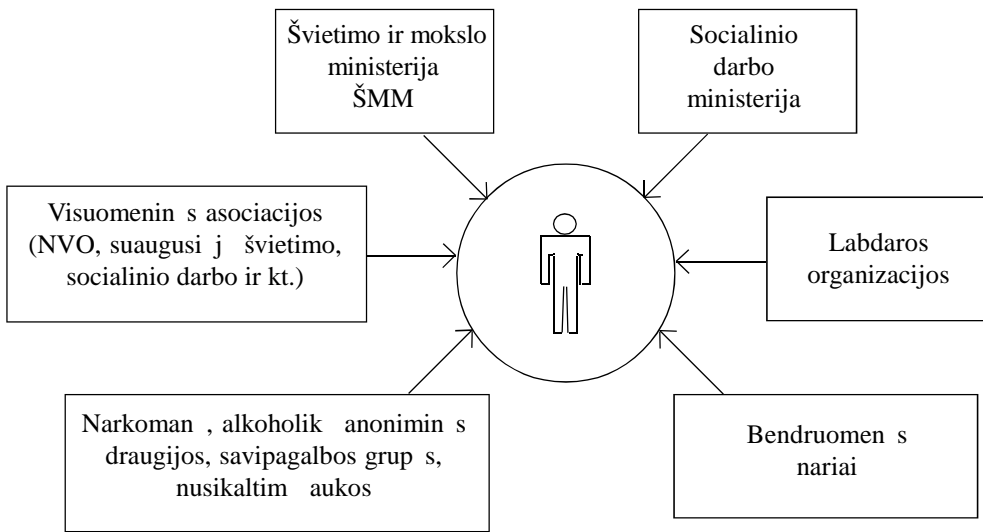 Švietimo ir mokslo
ministerija
ŠMM
Socialinio
darbo
ministerija
Visuomenin s asociacijos
(NVO, suaugusi j švietimo,
socialinio darbo ir kt.)
Labdaros
organizacijos
Narkoman , alkoholik anonimin s
draugijos, savipagalbos grup s,
nusikaltim aukos
Bendruomen s
nariai